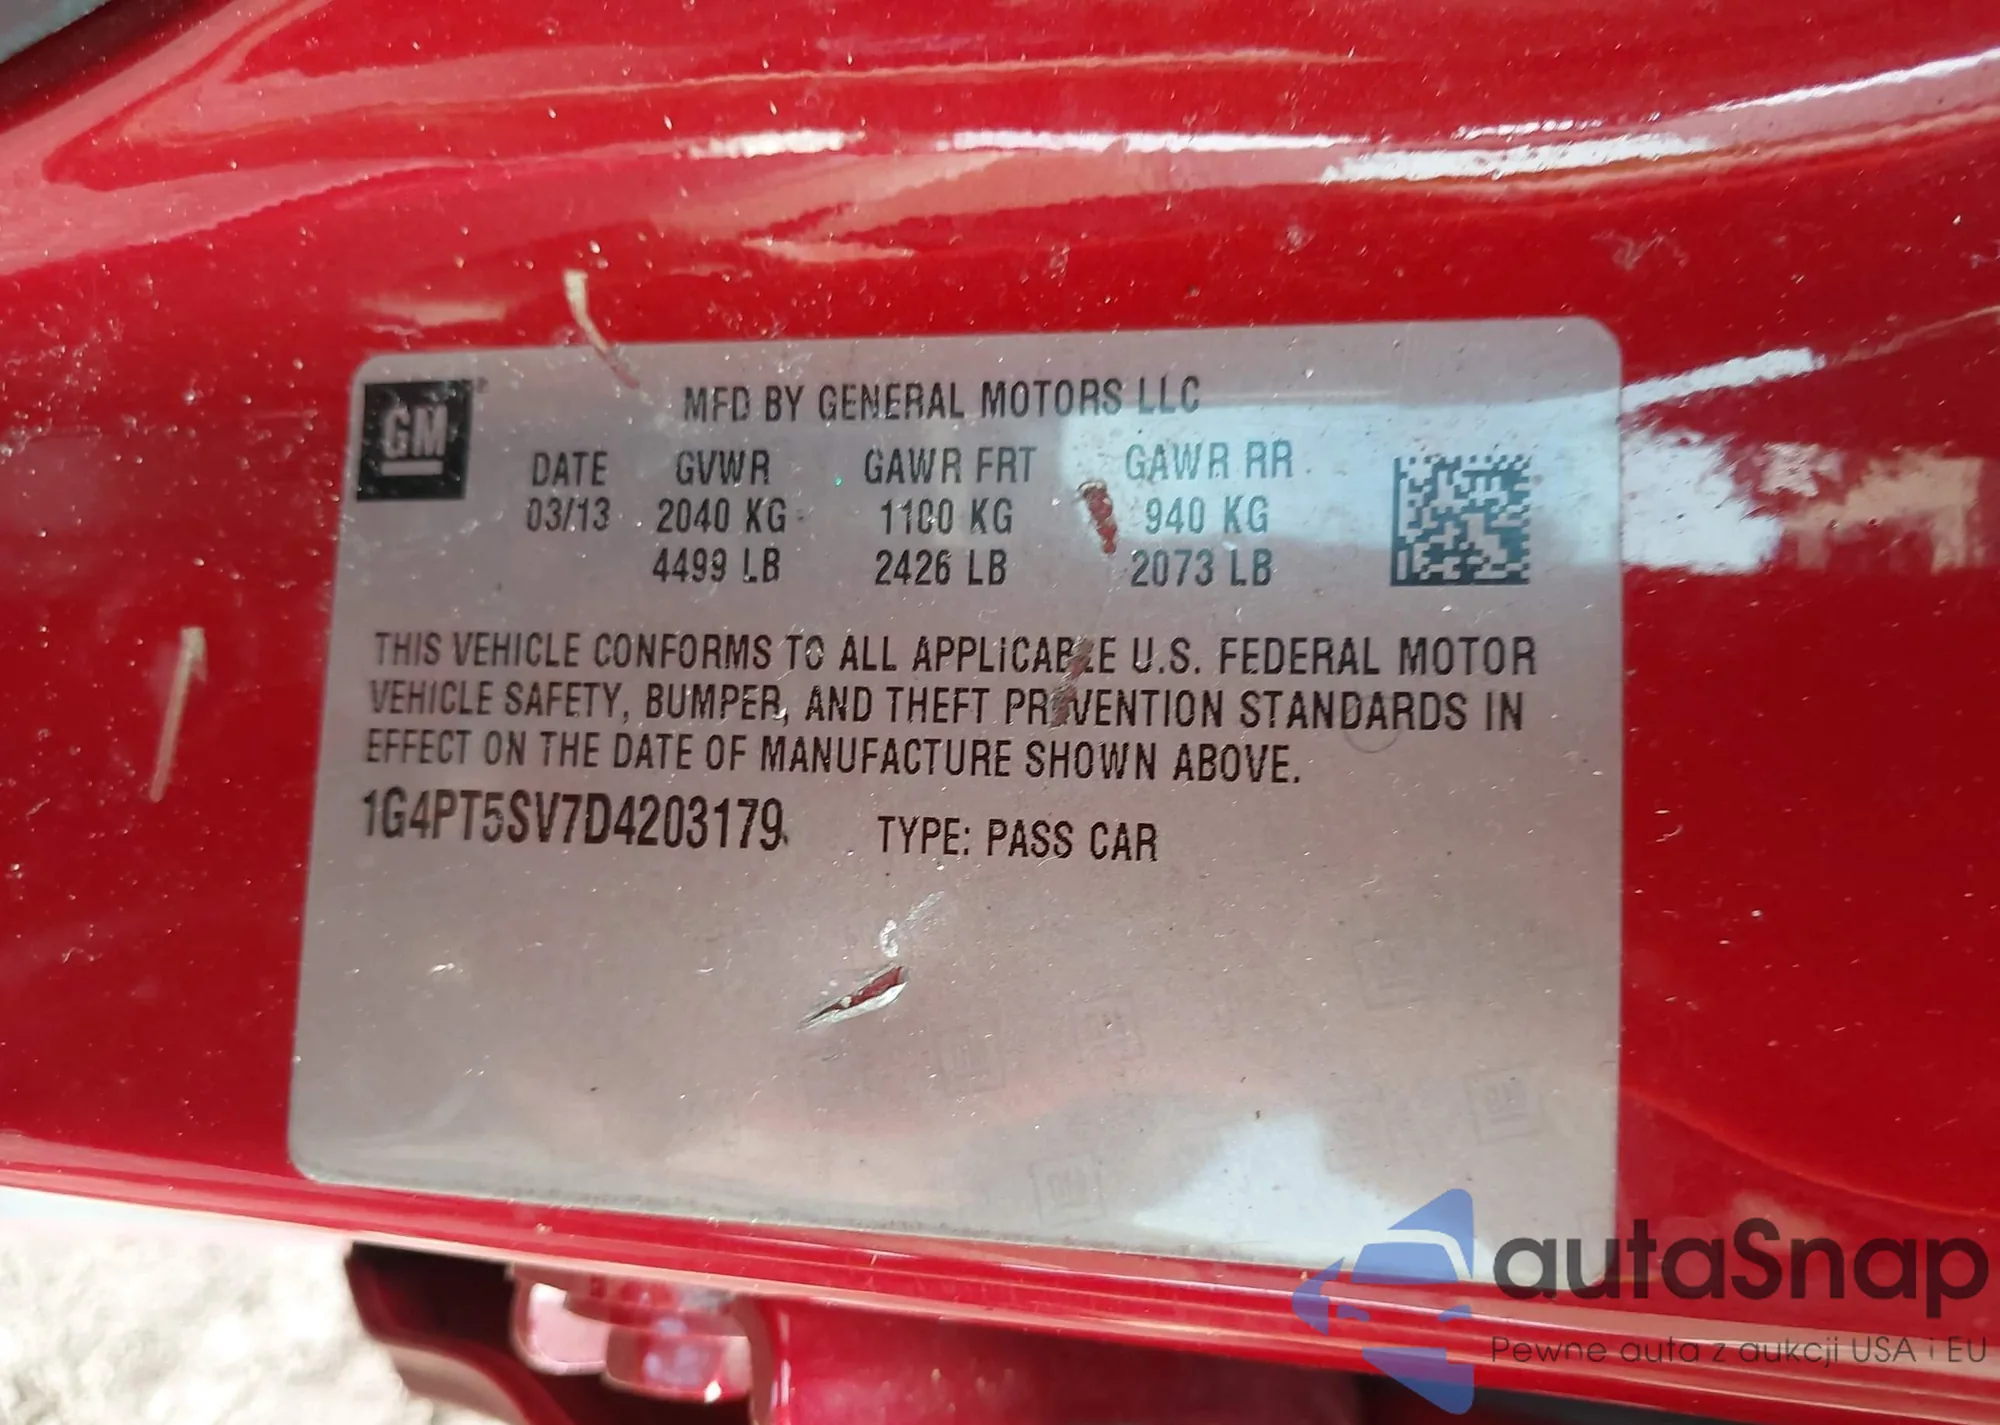 GM
MFD BY GENERAL MOTORS LLC
DATE GVWR GAWR FRT GAWR RR
03/13 2040 KG 1100 KG 940 KG
4499 LB 2426 LB 2073 LB
THIS VEHICLE CONFORMS TO ALL APPLICABLE U.S. FEDERAL MOTOR
VEHICLE SAFETY, BUMPER, AND THEFT PREVENTION STANDARDS IN
EFFECT ON THE DATE OF MANUFACTURE SHOWN ABOVE.
1G4PT5SV7D4203179 TYPE: PASS CAR
autaSnap
Pewne auta z aukcji USA i EU